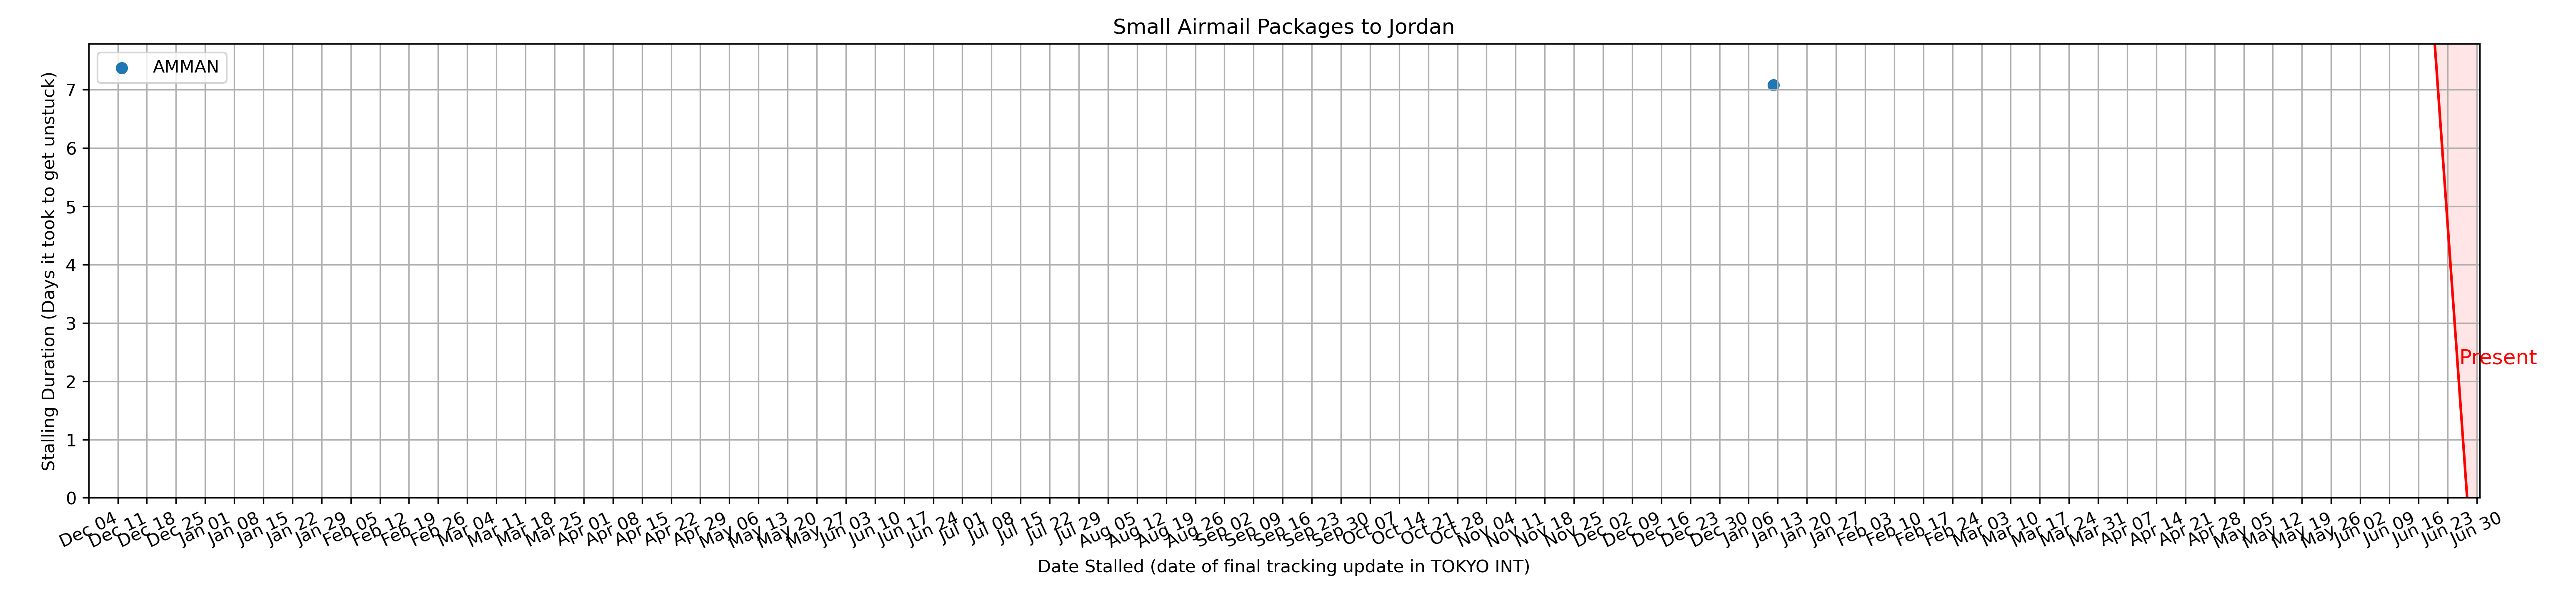 Small Airmail Packages to Jordan
AMMAN
Stalling Duration (Days it took to get unstuck)
7
6
5
4
3
2
1
0
Present
Dec 04
Dec 11
Dec 18
Dec 25
Jan 01
Jan 08
Jan 15
Jan 22
Jan 29
Feb 05
Feb 12
Feb 19
Feb 26
Mar 04
Mar 11
Mar 18
Mar 25
Apr 01
Apr 08
Apr 15
Apr 22
Apr 29
May 06
May 13
May 20
May 27
Jun 03
Jun 10
Jun 17
Jun 24
Jul 01
Jul 08
Jul 15
Jul 22
Jul 29
Aug 05
Aug 12
Aug 19
Aug 26
Sep 02
Sep 09
Sep 16
Sep 23
Sep 30
Oct 07
Oct 14
Oct 21
Oct 28
Nov 04
Nov 11
Nov 18
Nov 25
Dec 02
Dec 09
Dec 16
Dec 23
Dec 30
Jan 06
Jan 13
Jan 20
Jan 27
Feb 03
Feb 10
Feb 17
Feb 24
Mar 03
Mar 10
Mar 17
Mar 24
Mar 31
Apr 07
Apr 14
Apr 21
Apr 28
May 05
May 12
May 19
May 26
Jun 02
Jun 09
Jun 16
Jun 23
Jun 30
Date Stalled (date of final tracking update in TOKYO INT)